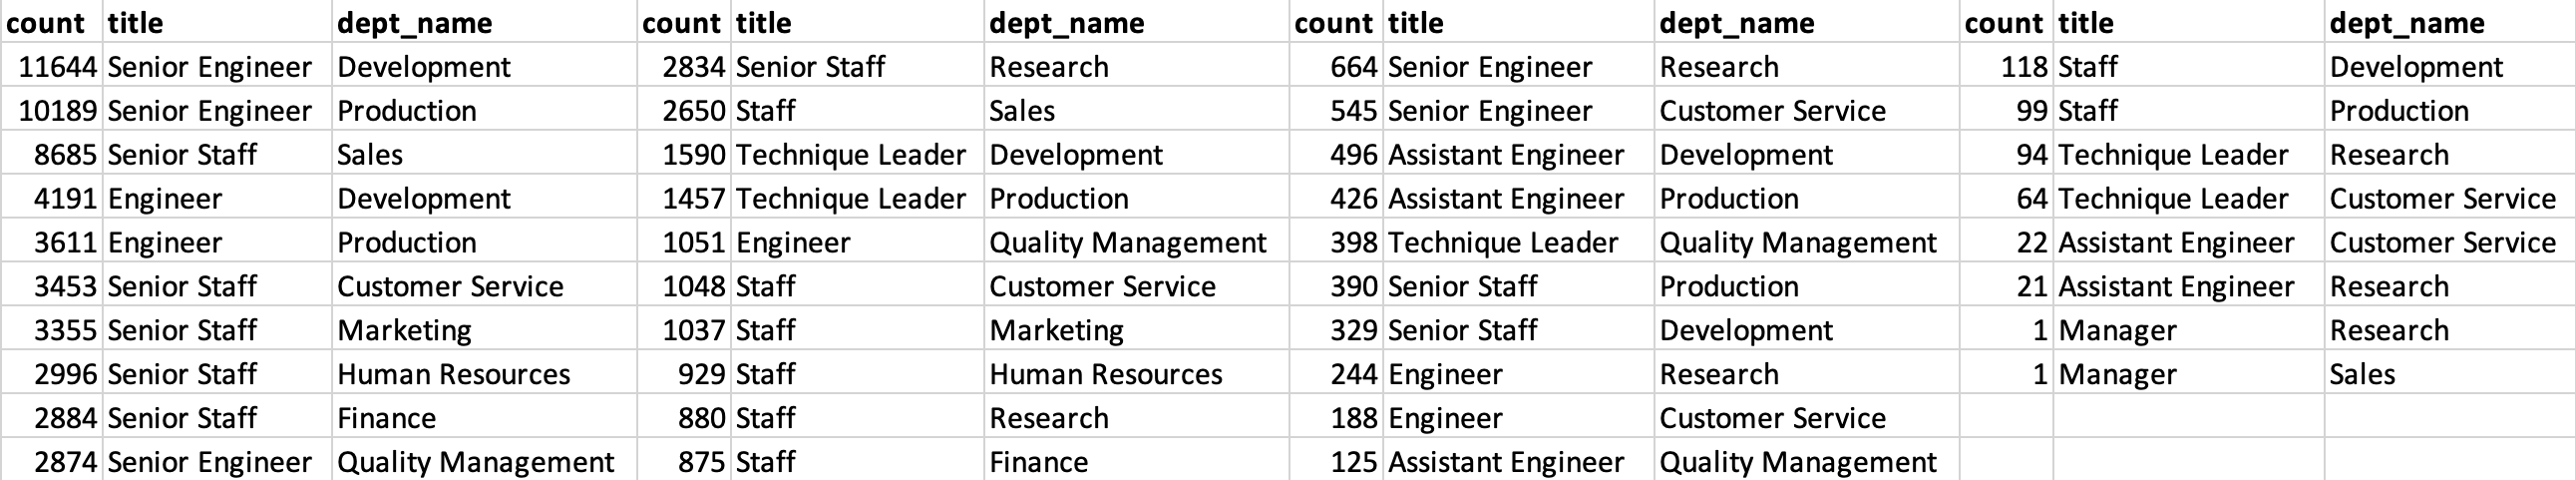 count title dept_name count title dept_name count title dept_name count title dept_name
11644 Senior Engineer Development 2834 Senior Staff Research 664 Senior Engineer Research 118 Staff Development
10189 Senior Engineer Production 2650 Staff Sales 545 Senior Engineer Customer Service 99 Staff Production
8685 Senior Staff Sales 1590 Technique Leader Development 496 Assistant Engineer Development 94 Technique Leader Research
4191 Engineer Development 1457 Technique Leader Production 426 Assistant Engineer Production 64 Technique Leader Customer Service
3611 Engineer Production 1051 Engineer Quality Management 398 Technique Leader Quality Management 22 Assistant Engineer Customer Service
3453 Senior Staff Customer Service 1048 Staff Customer Service 390 Senior Staff Production 21 Assistant Engineer Research
3355 Senior Staff Marketing 1037 Staff Marketing 329 Senior Staff Development 1 Manager Research
2996 Senior Staff Human Resources 929 Staff Human Resources 244 Engineer Research 1 Manager Sales
2884 Senior Staff Finance 880 Staff Research 188 Engineer Customer Service
2874 Senior Engineer Quality Management 875 Staff Finance 125 Assistant Engineer Quality Management